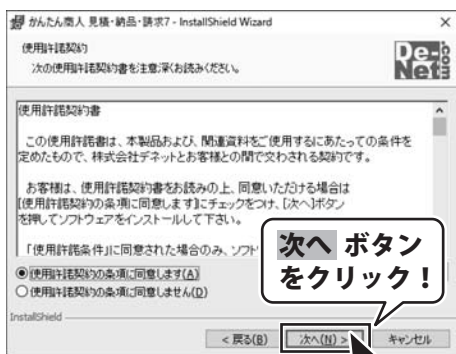 かんたん商人 見積・納品・請求7 - InstallShield Wizard
使用許諾契約
次の使用許諾契約書を注意深くお読みください。
De-Net.com
使用許諾契約書
この使用許諾書は、本製品および、関連資料をご使用するにあたっての条件を
定めたもので、株式会社デネットとお客様との間で交わされる契約です。
お客様は、使用許諾契約書をお読みの上、同意いただける場合は
[使用許諾契約の条項に同意します]にチェックをつけ、[次へ]ボタン
を押してソフトウェアをインストールして下さい。
「使用許諾条件」に同意された場合のみ、ソフト
次へ ボタン
をクリック!
使用許諾契約の条項に同意します(A)
使用許諾契約の条項に同意しません(D)
InstallShield
< 戻る(B)
次へ(N) >
キャンセル